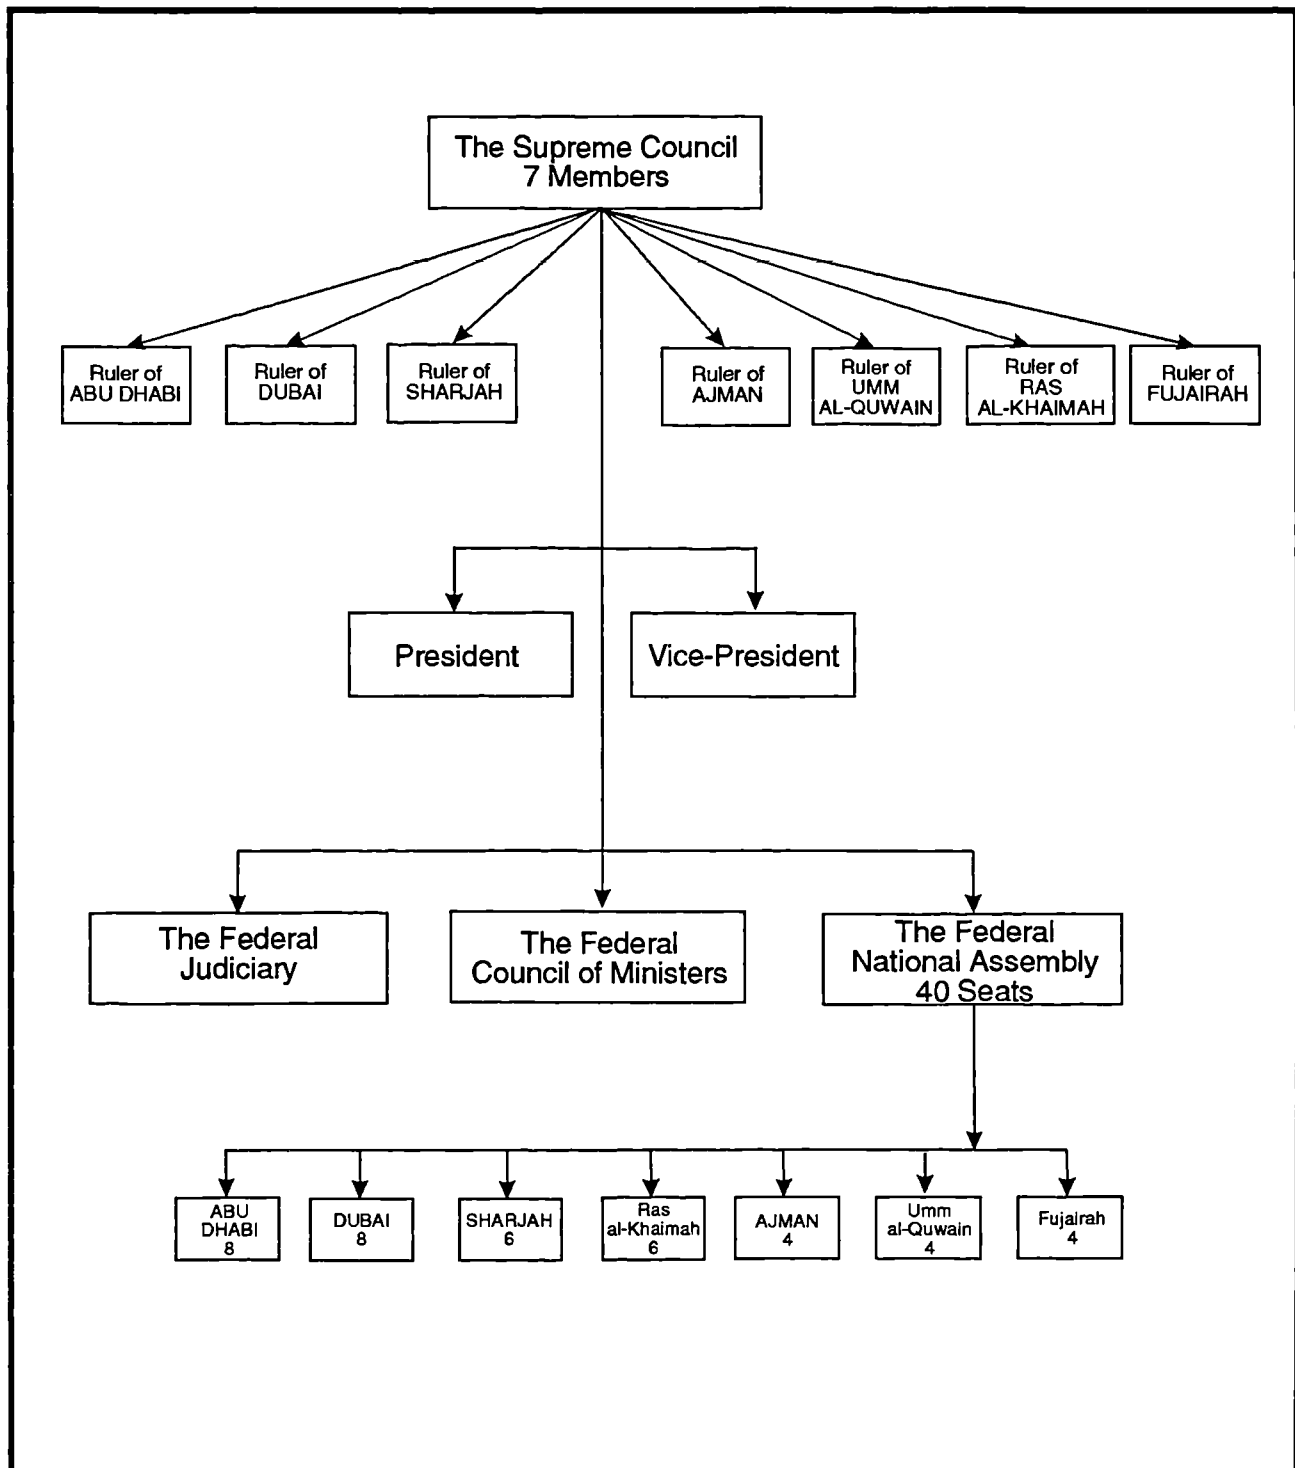 The Supreme Council
7 Members
Ruler of
ABU DHABI
Ruler of
DUBAI
Ruler of
SHARJAH
Ruler of
AJMAN
Ruler of
UMM
AL-QUWAIN
Ruler of
RAS
AL-KHAIMAH
Ruler of
FUJAIRAH
President
Vice-President
The Federal
Judiciary
The Federal
Council of Ministers
The Federal
National Assembly
40 Seats
ABU
DHABI
8
DUBAI
8
SHARJAH
6
Ras
al-Khaimah
6
AJMAN
4
Umm
al-Quwain
4
Fujairah
4